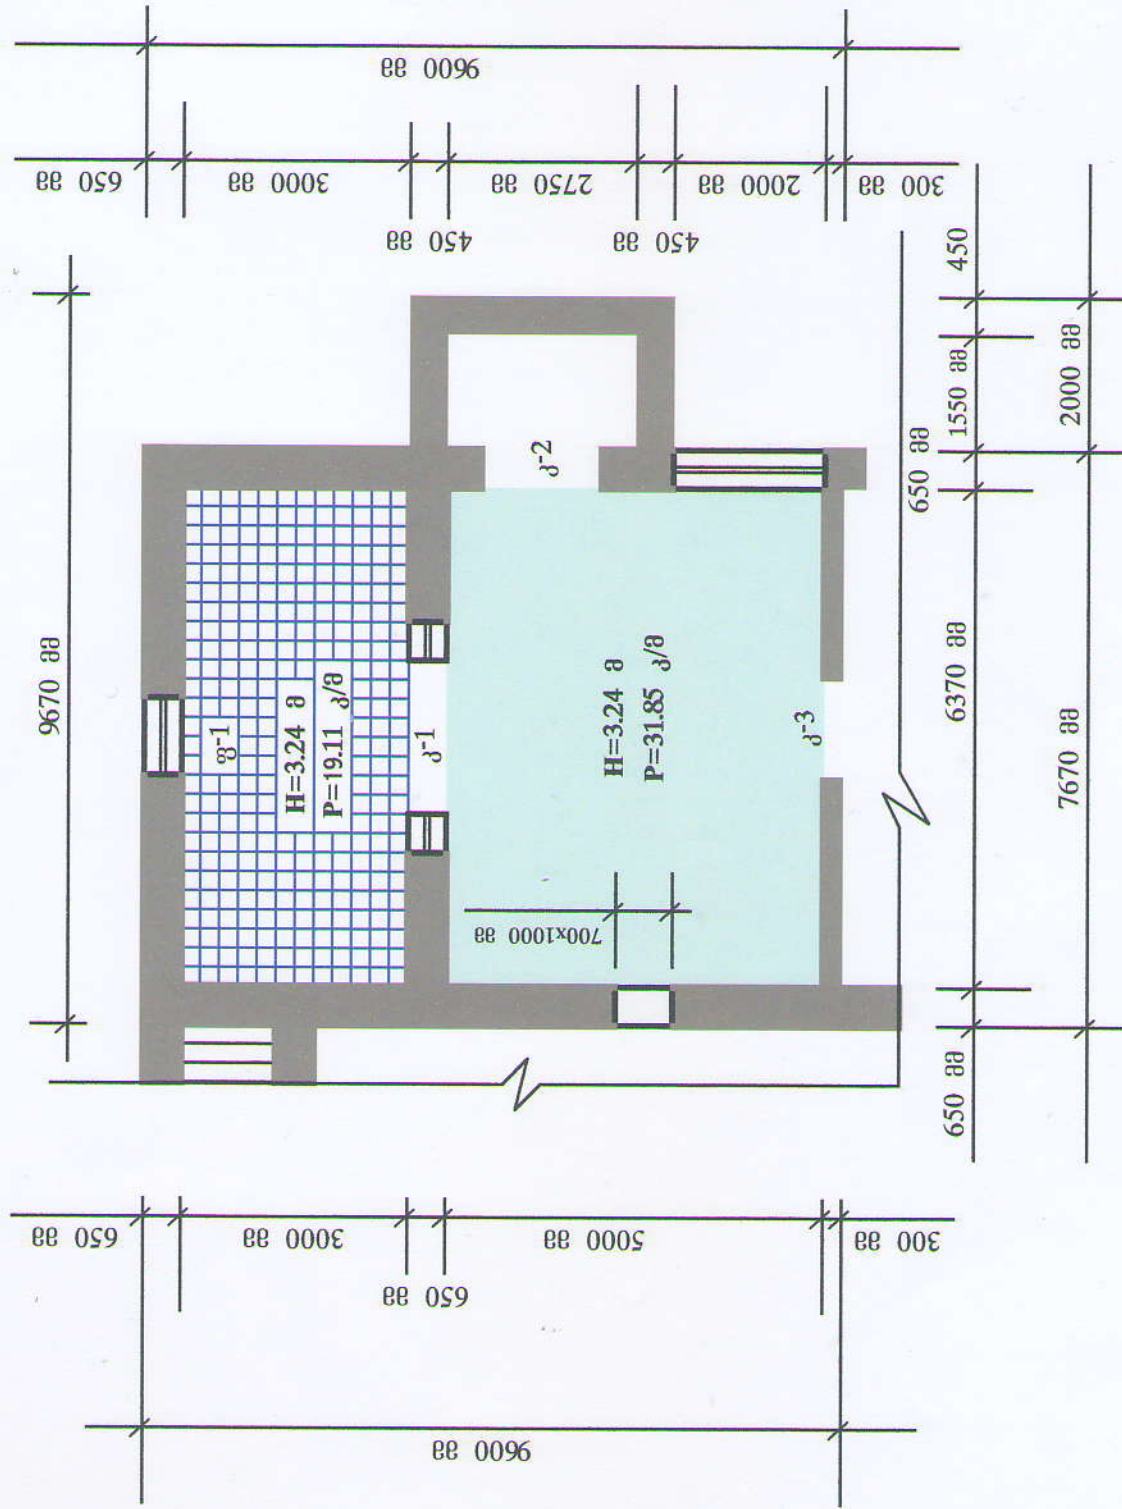 9600 მმ
650 მმ
3000 მმ
2750 მმ
2000 მმ
300 მმ
450 მმ
450 მმ
450
9670 მმ
1550 მმ
2000 მმ
650 მმ
კ-2
ფ-1
H=3.24 მ
P=19.11 კ/მ
კ-1
H=3.24 მ
P=31.85 კ/მ
კ-3
6370 მმ
7670 მმ
700x1000 მმ
650 მმ
650 მმ
3000 მმ
5000 მმ
300 მმ
650 მმ
9600 მმ